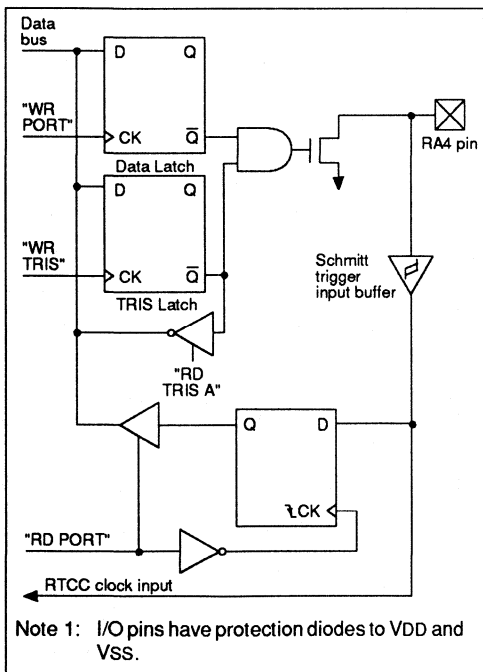 Data
bus
D
Q
"WR
PORT"
CK
Q
Data Latch
RA4 pin
D
Q
"WR
TRIS"
CK
Q
TRIS Latch
Schmitt
trigger
input buffer
"RD
TRIS A"
Q
D
CK
"RD PORT"
RTCC clock input
Note 1: I/O pins have protection diodes to VDD and
VSS.